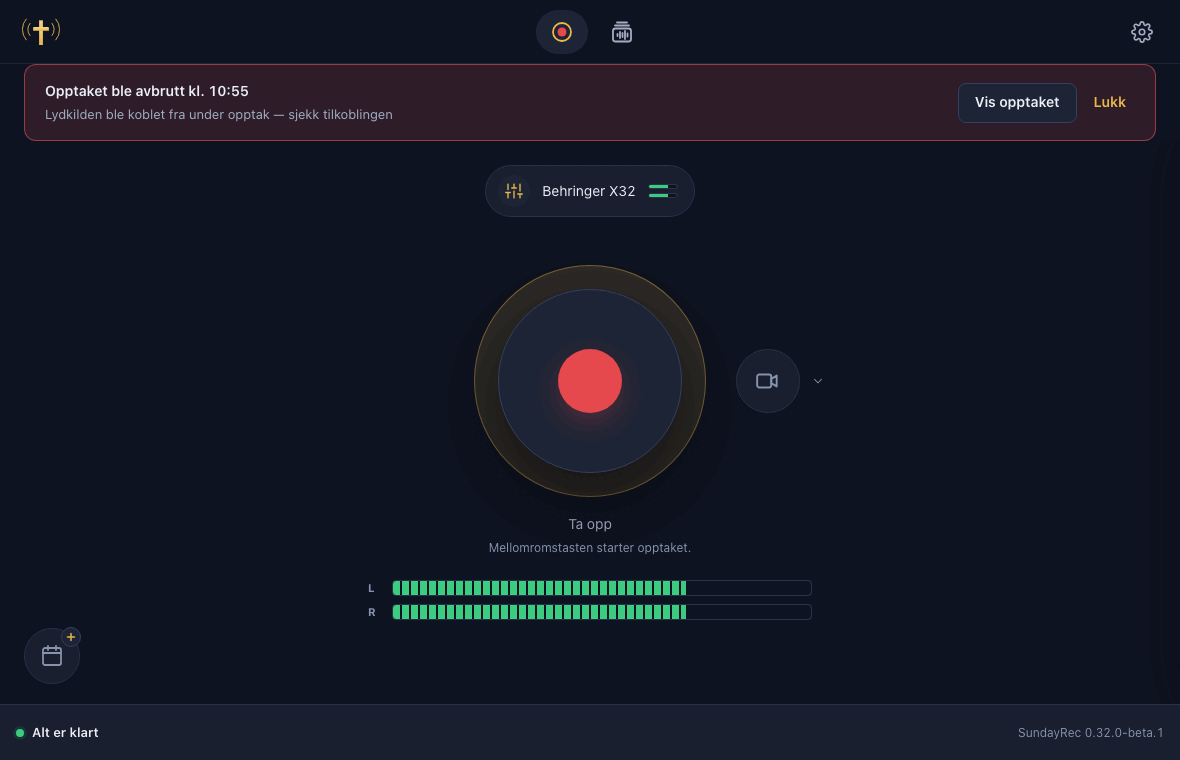 Opptaket ble avbrutt kl. 10:55
Lydkilden ble koblet fra under opptak — sjekk tilkoblingen
Vis opptaket
Lukk
Behringer X32
Ta opp
Mellomromstasten starter opptaket.
L
R
Alt er klart
SundayRec 0.32.0-beta.1